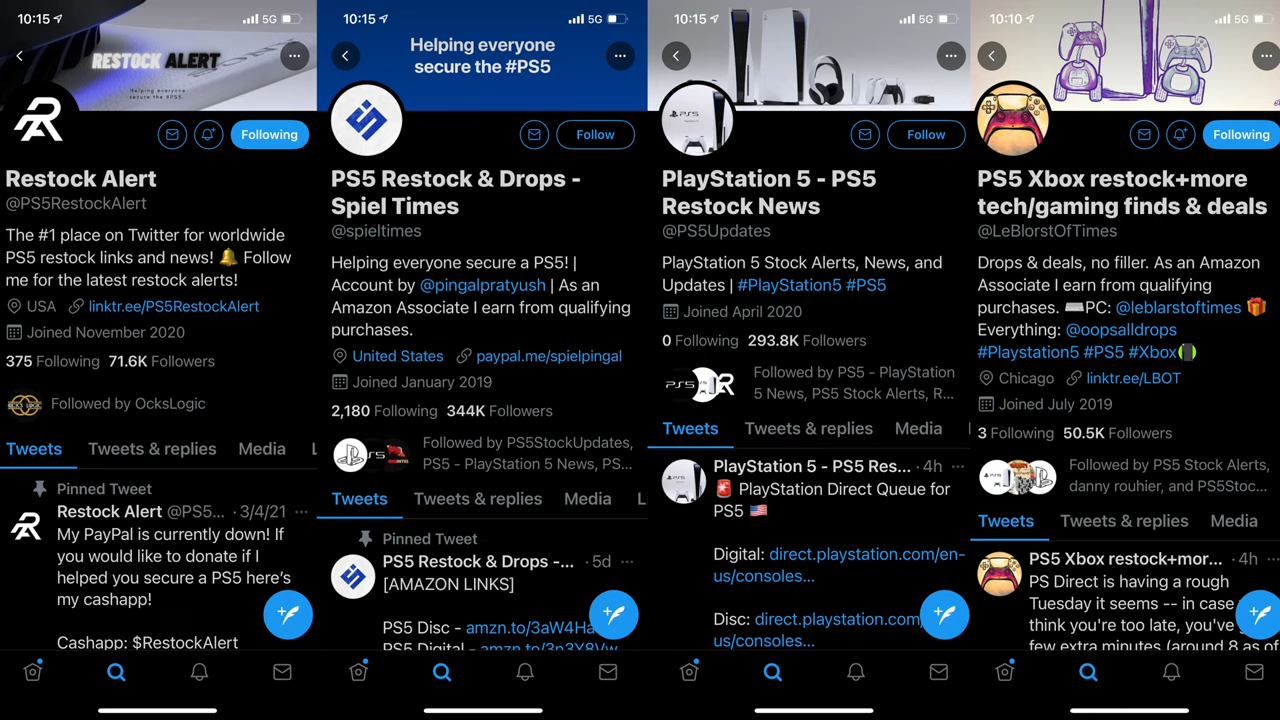 10:15
5G
RESTOCK ALERT
Helping everyone
secure the #PS5.
Following
Restock Alert
@PS5RestockAlert
The #1 place on Twitter for worldwide
PS5 restock links and news! 🔔 Follow
me for the latest restock alerts!
USA linktr.ee/PS5RestockAlert
Joined November 2020
375 Following 71.6K Followers
Followed by OcksLogic
Tweets Tweets & replies Media L
Pinned Tweet
Restock Alert @PS5... · 3/4/21
My PayPal is currently down! If
you would like to donate if I
helped you secure a PS5 here's
my cashapp!
Cashapp: $RestockAlert
10:15
5G
Helping everyone
secure the #PS5
Follow
PS5 Restock & Drops -
Spiel Times
@spieltimes
Helping everyone secure a PS5! |
Account by @pingalpratyush | As an
Amazon Associate I earn from qualifying
purchases.
United States paypal.me/spielpingal
Joined January 2019
2,180 Following 344K Followers
Followed by PS5StockUpdates,
PS5 - PlayStation 5 News, PS...
Tweets Tweets & replies Media Li
Pinned Tweet
PS5 Restock & Drops -... · 5d
[AMAZON LINKS]
PS5 Disc - amzn.to/3aW4Ha
PS5 Digital - amzn.to/3n3X8Vw
10:15
5G
PS5
Follow
PlayStation 5 - PS5
Restock News
@PS5Updates
PlayStation 5 Stock Alerts, News, and
Updates | #PlayStation5 #PS5
Joined April 2020
0 Following 293.8K Followers
PS5
Followed by PS5 - PlayStation
5 News, PS5 Stock Alerts, R...
Tweets Tweets & replies Media
PlayStation 5 - PS5 Res... · 4h
🚨 PlayStation Direct Queue for
PS5 🇺🇸
Digital: direct.playstation.com/en-
us/consoles...
Disc: direct.playstation.com
us/consoles...
10:10
5G
Following
PS5 Xbox restock+more
tech/gaming finds & deals
@LeBlorstOfTimes
Drops & deals, no filler. As an Amazon
Associate I earn from qualifying
purchases. ⌨️PC: @leblarstoftimes 🎁
Everything: @oopsalldrops
#Playstation5 #PS5 #Xbox
Chicago linktr.ee/LBOT
Joined July 2019
3 Following 50.5K Followers
Followed by PS5 Stock Alerts,
danny rouhier, and PS5Stoc...
Tweets Tweets & replies Media
PS5 Xbox restock+mor... · 4h
PS Direct is having a rough
Tuesday it seems -- in case
think you're too late, you've g
few extra minutes (around 8 as of